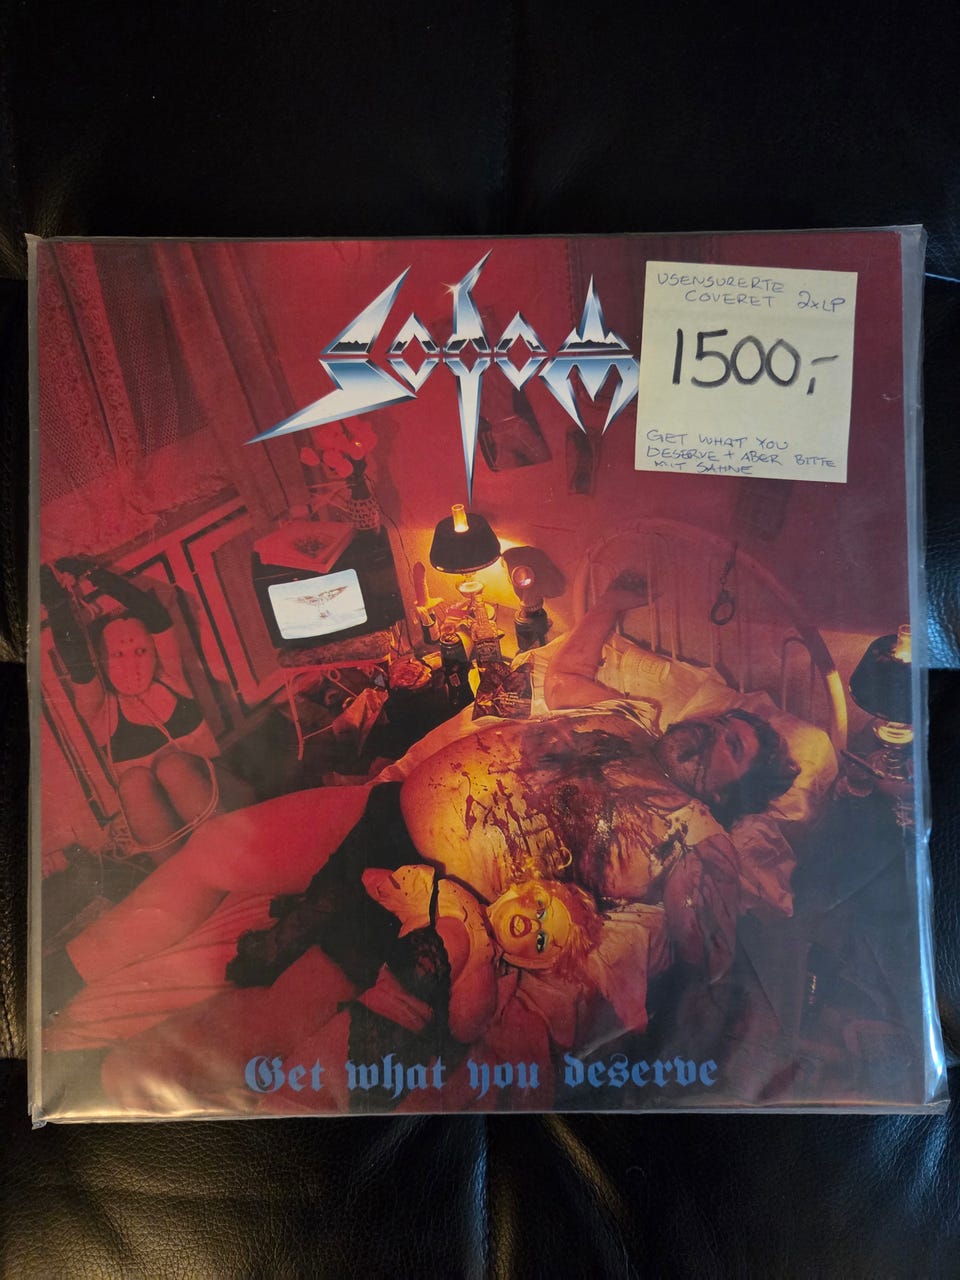 SODOM
USENSURERTE
COVERET 2xLP
1500,-
GET WHAT YOU
DESERVE + ABER BITTE
MIT SAHNE
Get what you deserve